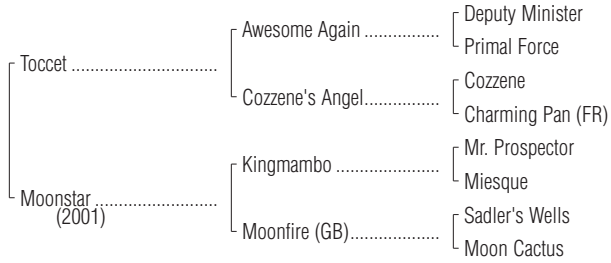 Deputy Minister
Awesome Again ..................
Primal Force
Toccet ...................................
Cozzene
Cozzene's Angel..................
Charming Pan (FR)
Mr. Prospector
Kingmambo ..................
Miesque
Moonstar .............................
(2001)
Sadler's Wells
Moonfire (GB).....................
Moon Cactus